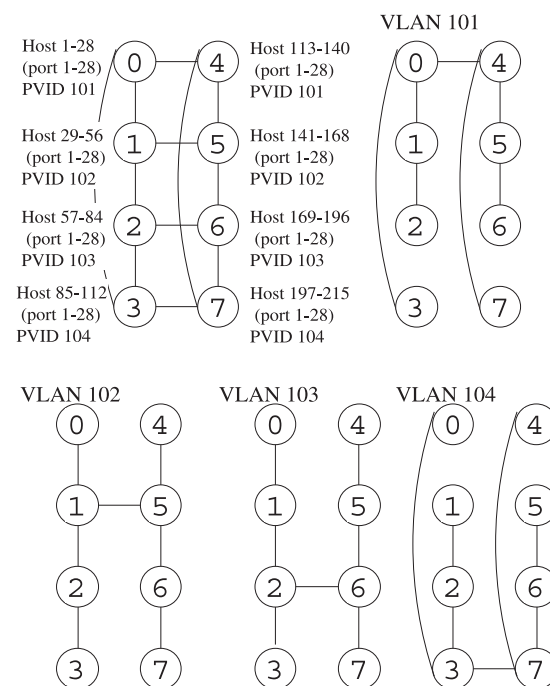 VLAN 101
Host 1-28
(port 1-28)
PVID 101
0
4
Host 113-140
(port 1-28)
PVID 101
0
4
Host 29-56
(port 1-28)
PVID 102
1
5
Host 141-168
(port 1-28)
PVID 102
1
5
Host 57-84
(port 1-28)
PVID 103
2
6
Host 169-196
(port 1-28)
PVID 103
2
6
Host 85-112
(port 1-28)
PVID 104
3
7
Host 197-215
(port 1-28)
PVID 104
3
7
VLAN 102
0
4
1
5
2
6
3
7
VLAN 103
0
4
1
5
2
6
3
7
VLAN 104
0
4
1
5
2
6
3
7